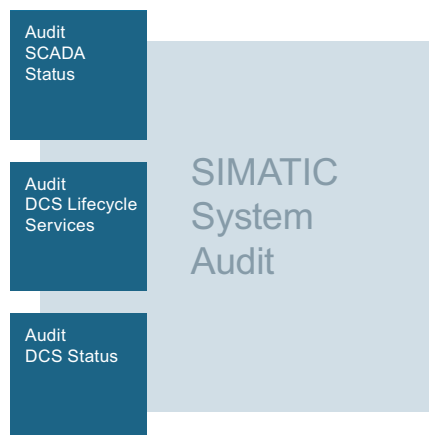 Audit
SCADA
Status
Audit
DCS Lifecycle
Services
Audit
DCS Status
SIMATIC
System
Audit